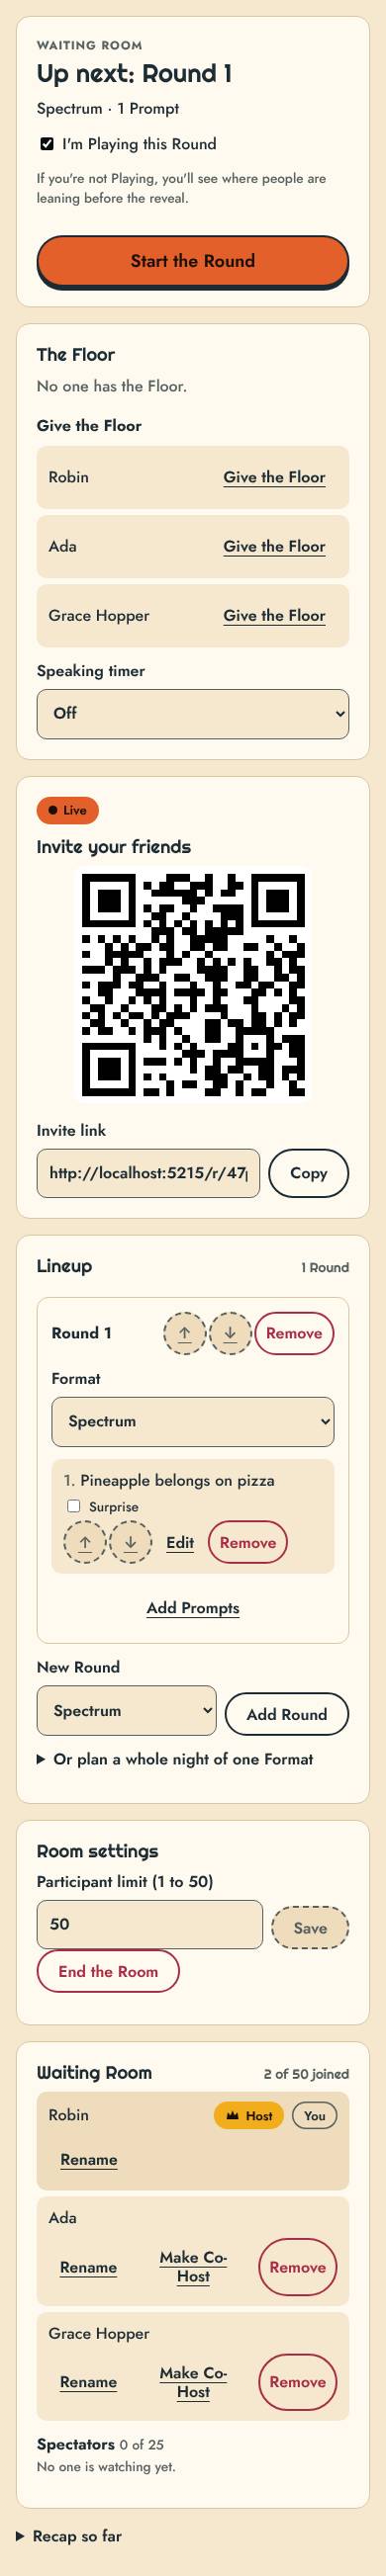 WAITING ROOM
Up next: Round 1
Spectrum · 1 Prompt
I'm Playing this Round
If you're not Playing, you'll see where people are
leaning before the reveal.
Start the Round
The Floor
No one has the Floor.
Give the Floor
Robin Give the Floor
Ada Give the Floor
Grace Hopper Give the Floor
Speaking timer
Off
Live
Invite your friends
Invite link
http://localhost:5215/r/47 Copy
Lineup 1 Round
Round 1 ↑ ↓ Remove
Format
Spectrum
1. Pineapple belongs on pizza
Surprise
↑ ↓ Edit Remove
Add Prompts
New Round
Spectrum Add Round
Or plan a whole night of one Format
Room settings
Participant limit (1 to 50)
50 Save
End the Room
Waiting Room 2 of 50 joined
Robin Host You
Rename
Ada
Rename Make Co-
Host Remove
Grace Hopper
Rename Make Co-
Host Remove
Spectators 0 of 25
No one is watching yet.
Recap so far